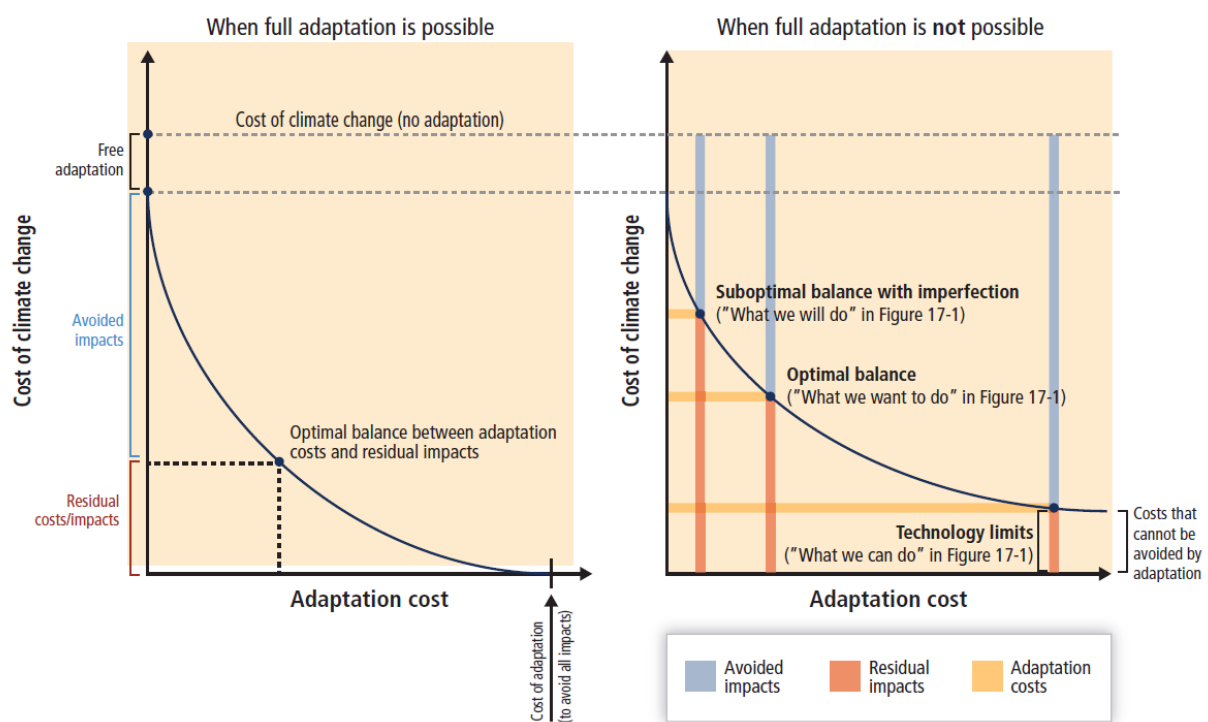 When full adaptation is possible
When full adaptation is not possible
Cost of climate change (no adaptation)
Free
adaptation
Cost of climate change
Avoided
impacts
Optimal balance between adaptation
costs and residual impacts
Residual
costs/impacts
Adaptation cost
Cost of adaptation
(to avoid all impacts)
Cost of climate change
Suboptimal balance with imperfection
("What we will do" in Figure 17-1)
Optimal balance
("What we want to do" in Figure 17-1)
Technology limits
("What we can do" in Figure 17-1)
Costs that
cannot be
avoided by
adaptation
Adaptation cost
Avoided
impacts
Residual
impacts
Adaptation
costs